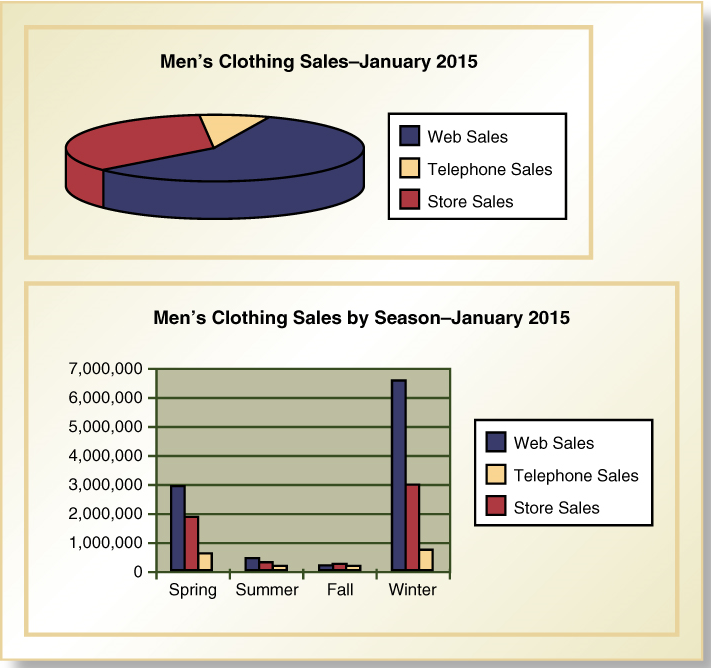 Men's Clothing Sales–January 2015
Web Sales
Telephone Sales
Store Sales
Men's Clothing Sales by Season–January 2015
7,000,000
6,000,000
5,000,000
4,000,000
3,000,000
2,000,000
1,000,000
0
Spring Summer Fall Winter
Web Sales
Telephone Sales
Store Sales